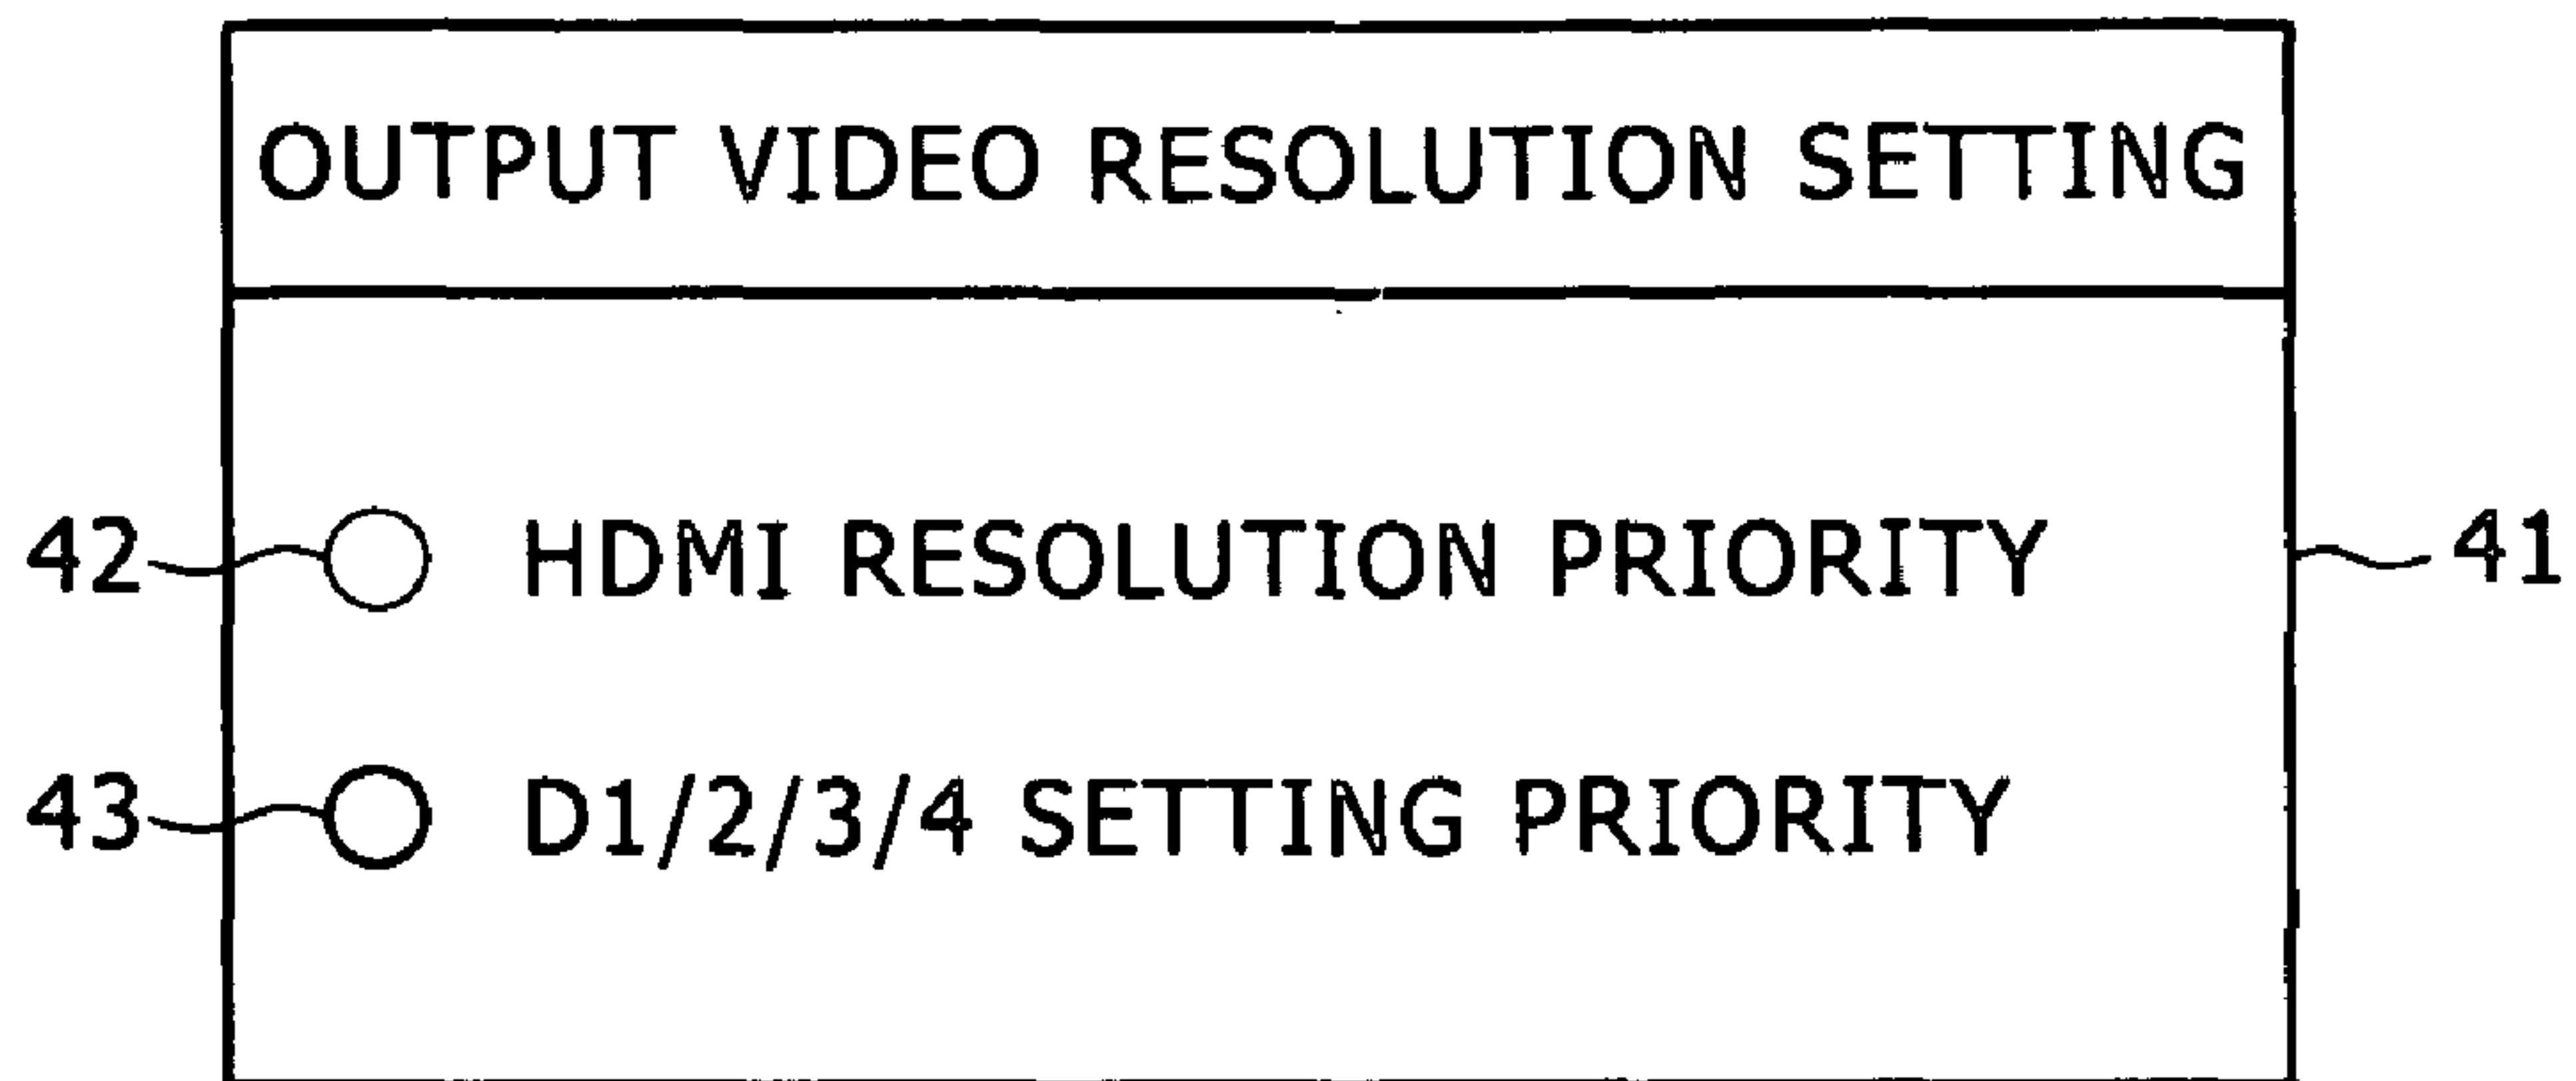 OUTPUT VIDEO RESOLUTION SETTING
42 HDMI RESOLUTION PRIORITY 41
43 D1/2/3/4 SETTING PRIORITY